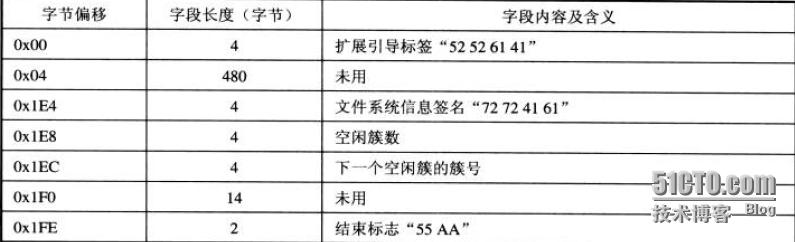 字节偏移 字段长度（字节） 字段内容及含义
0x00 4 扩展引导标签“52 52 61 41”
0x04 480 未用
0x1E4 4 文件系统信息签名“72 72 41 61”
0x1E8 4 空闲簇数
0x1EC 4 下一个空闲簇的簇号
0x1F0 14 未用
0x1FE 2 结束标志“55 AA”
51CTO.com
技术博客 Blog